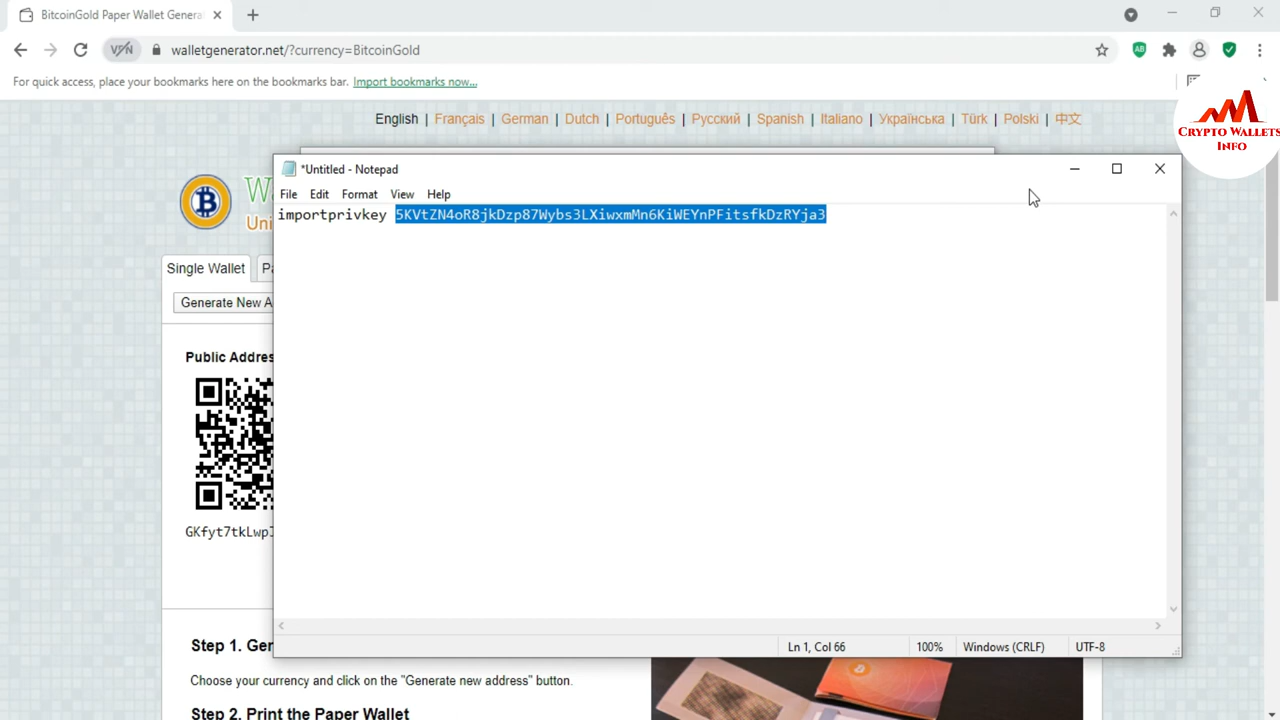 BitcoinGold Paper Wallet Genera
walletgenerator.net/?currency=BitcoinGold
For quick access, place your bookmarks here on the bookmarks bar. Import bookmarks now...
English | Français | German | Dutch | Português | Русский | Spanish | Italiano | Українська | Türk | Polski | 中文
CRYPTO WALLETS
INFO
*Untitled - Notepad
File Edit Format View Help
importprivkey 5KVtZN4oR8jkDzp87Wybs3LXiwxmMn6KiWEYnPFitsfkDzRYja3
Single Wallet
Generate New A
Public Addres
GKfyt7tkLwp
Ln 1, Col 66 100% Windows (CRLF) UTF-8
Step 1. Ger
Choose your currency and click on the "Generate new address" button.
Step 2. Print the Paper Wallet